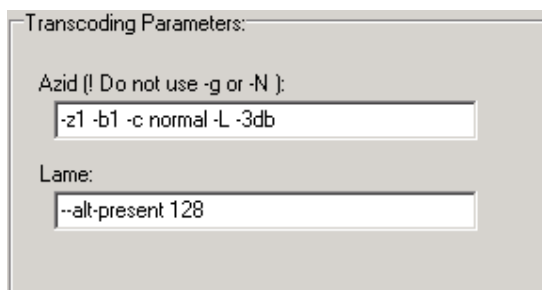 Transcoding Parameters:
Azid (! Do not use -g or -N ):
-z1 -b1 -c normal -L -3db
Lame:
--alt-present 128